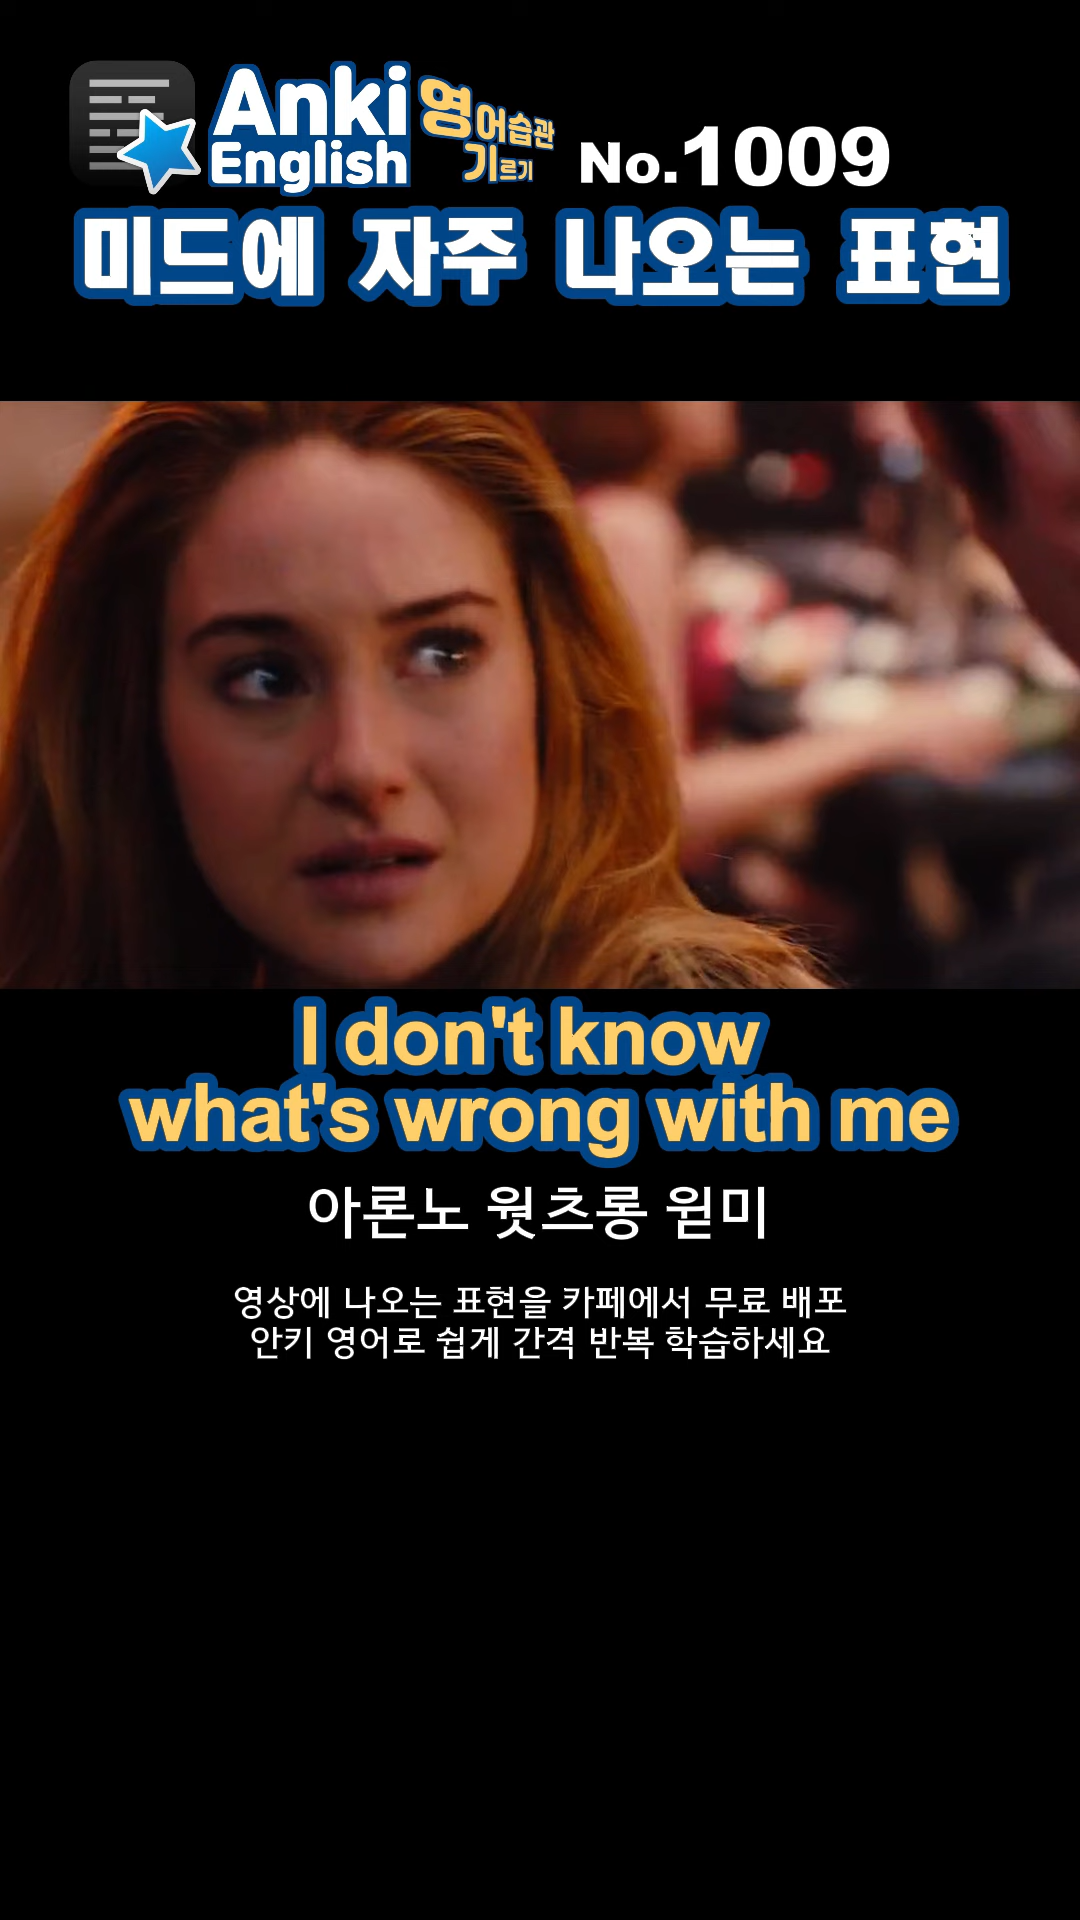 Anki English 영어습관 기르기 No.1009
미드에 자주 나오는 표현
I don't know
what's wrong with me
아론노 웟츠롱 윋미
영상에 나오는 표현을 카페에서 무료 배포
안키 영어로 쉽게 간격 반복 학습하세요